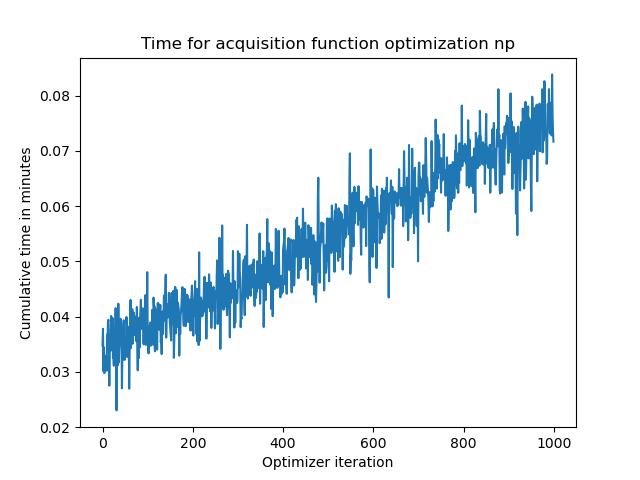 Time for acquisition function optimization np
Cumulative time in minutes
0.08
0.07
0.06
0.05
0.04
0.03
0.02
0 200 400 600 800 1000
Optimizer iteration